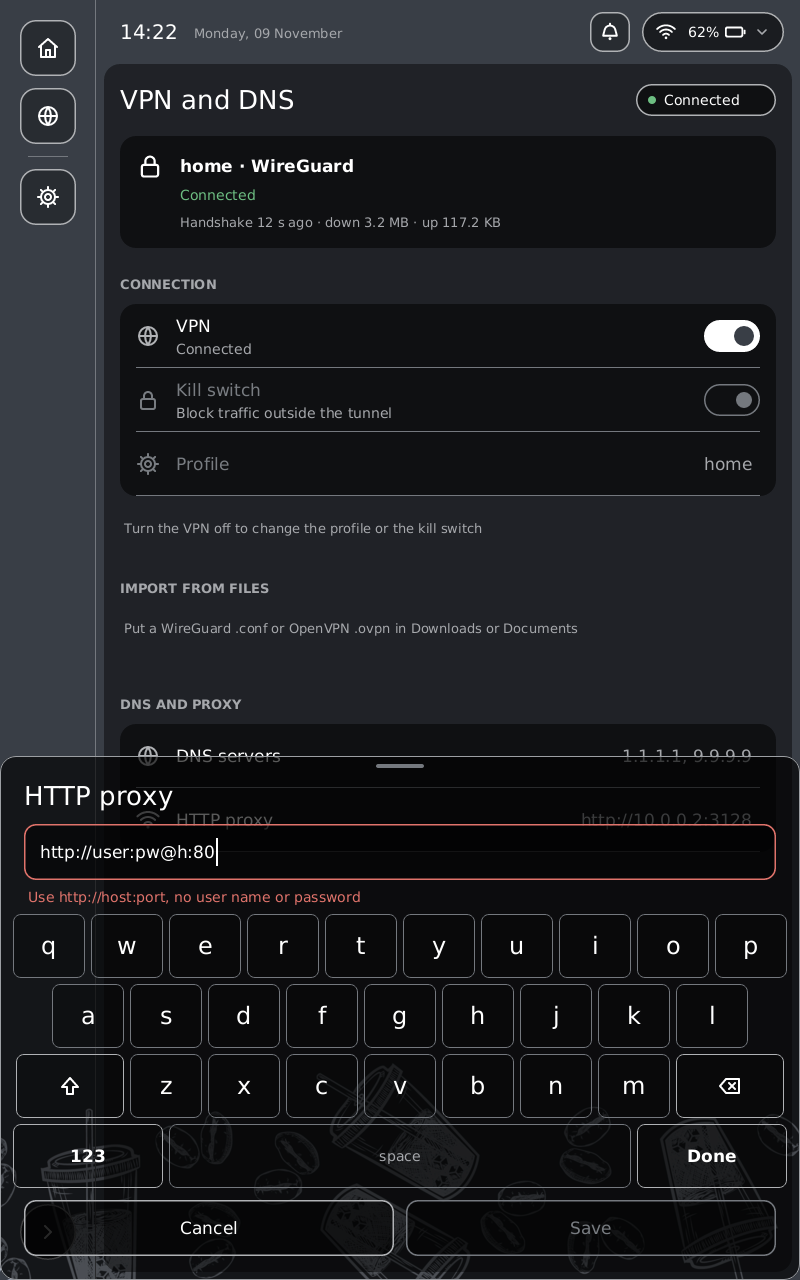 14:22 Monday, 09 November
62%
VPN and DNS
Connected
home · WireGuard
Connected
Handshake 12 s ago · down 3.2 MB · up 117.2 KB
CONNECTION
VPN
Connected
Kill switch
Block traffic outside the tunnel
Profile home
Turn the VPN off to change the profile or the kill switch
IMPORT FROM FILES
Put a WireGuard .conf or OpenVPN .ovpn in Downloads or Documents
DNS AND PROXY
DNS servers 1.1.1.1, 9.9.9.9
HTTP proxy
HTTP proxy http://10.0.0.2:3128
http://user:pw@h:80
Use http://host:port, no user name or password
q w e r t y u i o p
a s d f g h j k l
z x c v b n m
123 space Done
Cancel Save